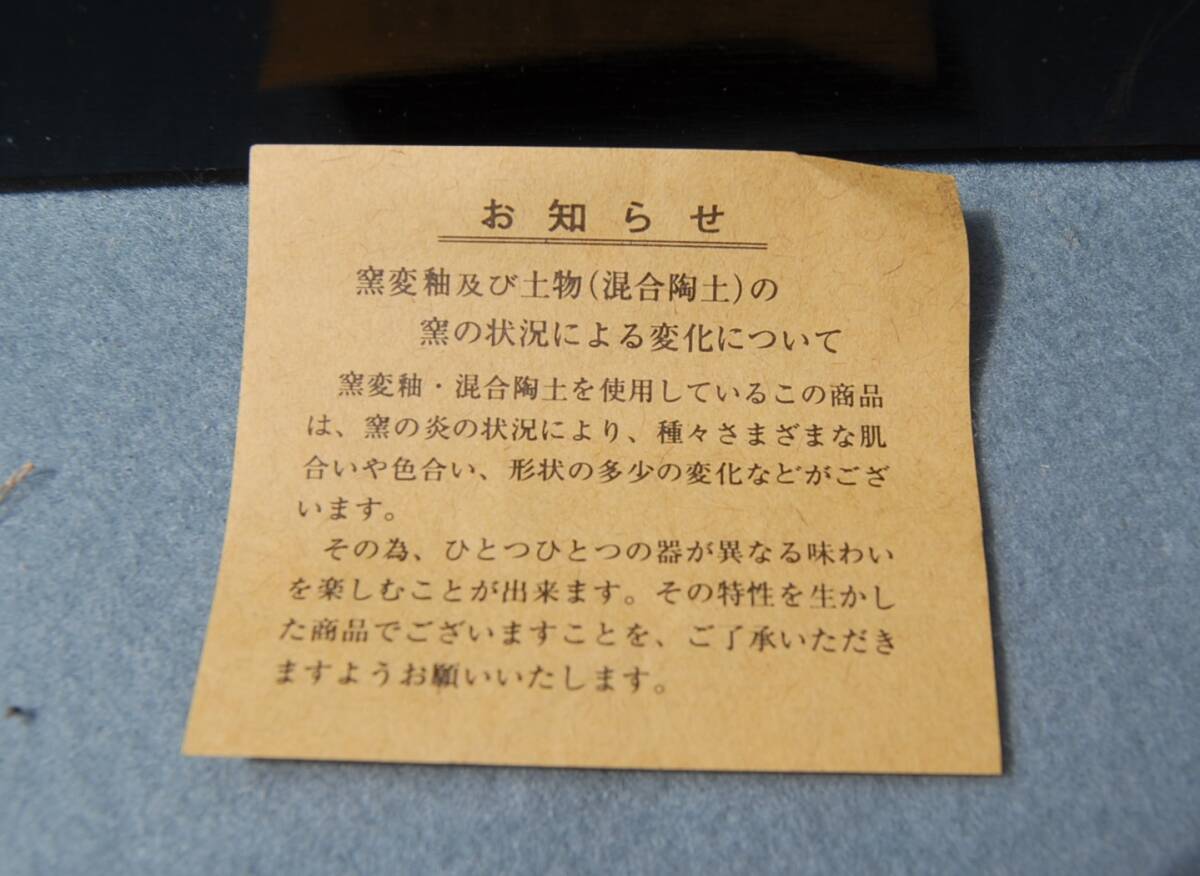 お知らせ
窯変釉及び土物(混合陶土)の
窯の状況による変化について
窯変釉・混合陶土を使用しているこの商品
は、窯の炎の状況により、種々さまざまな肌
合いや色合い、形状の多少の変化などがござ
います。
その為、ひとつひとつの器が異なる味わい
を楽しむことが出来ます。その特性を生かし
た商品でございますことを、ご了承いただき
ますようお願いいたします。